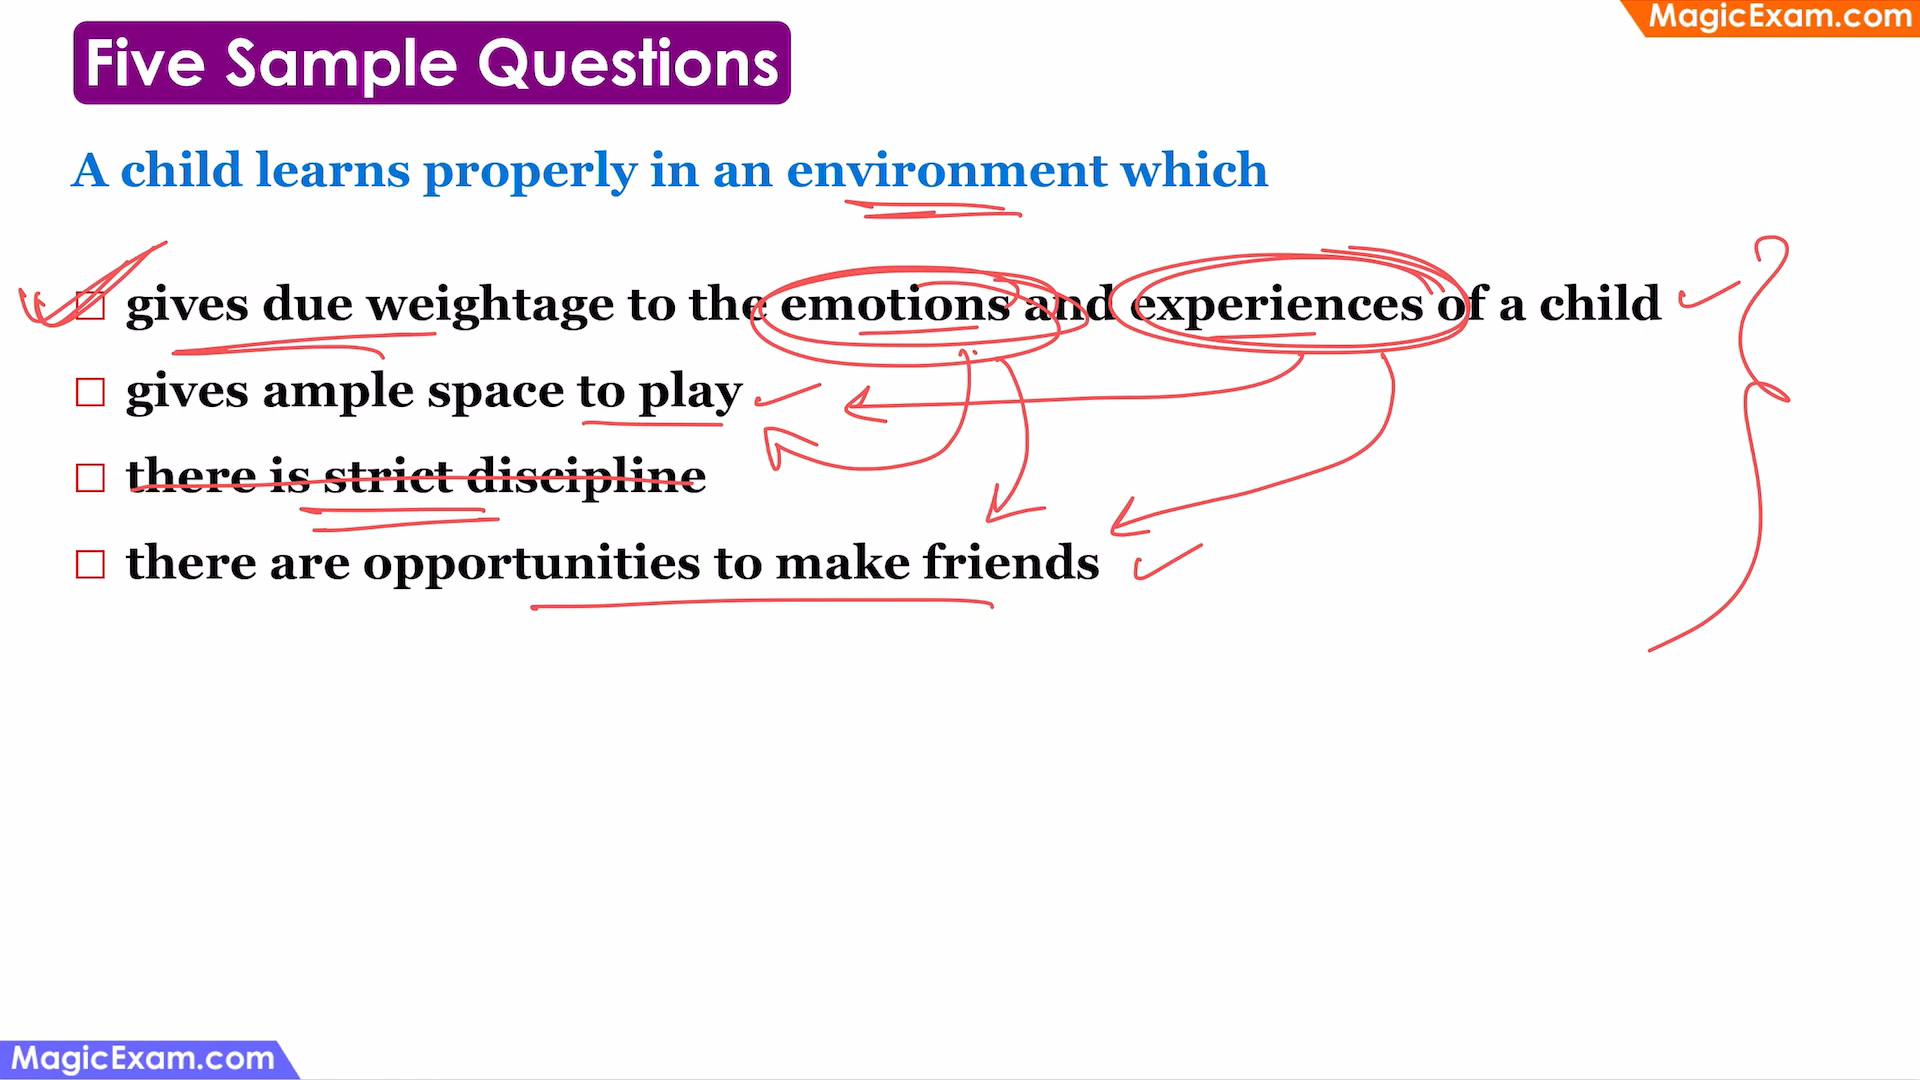 MagicExam.com
Five Sample Questions
A child learns properly in an environment which
gives due weightage to the emotions and experiences of a child
gives ample space to play
there is strict discipline
there are opportunities to make friends
MagicExam.com